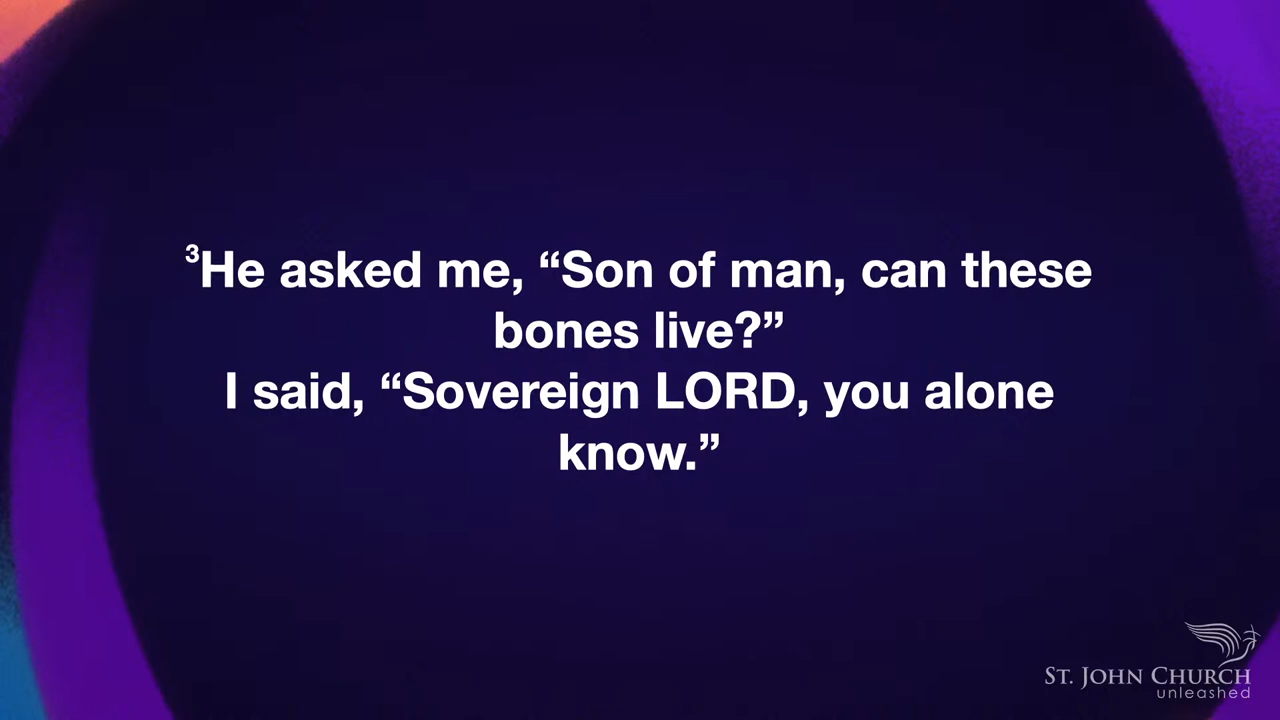 ³He asked me, “Son of man, can these
bones live?”
I said, “Sovereign LORD, you alone
know.”
St. John Church
unleashed